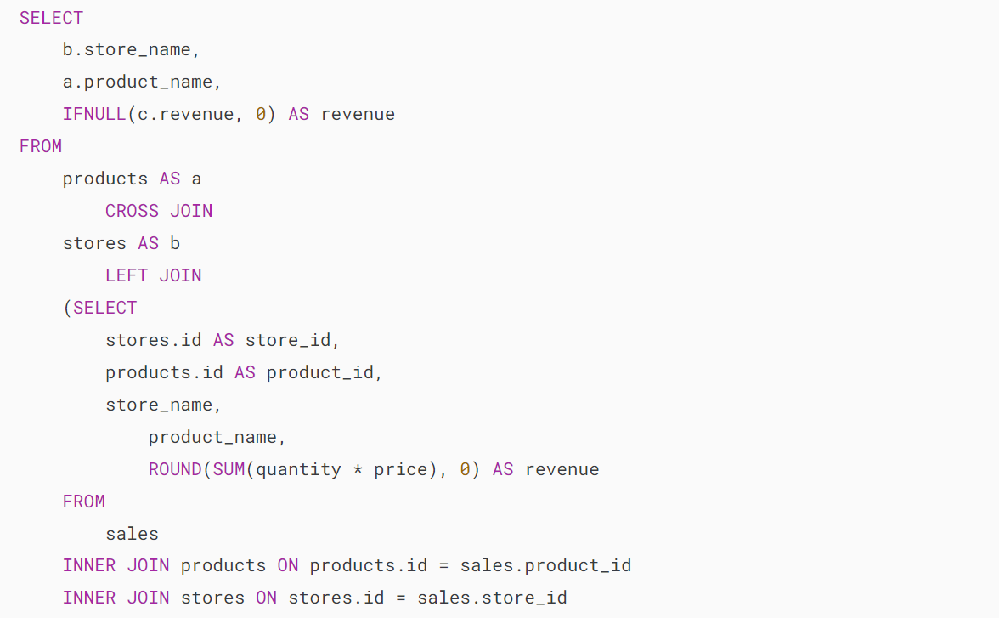 SELECT
    b.store_name,
    a.product_name,
    IFNULL(c.revenue, 0) AS revenue
FROM
    products AS a
        CROSS JOIN
    stores AS b
        LEFT JOIN
    (SELECT
        stores.id AS store_id,
        products.id AS product_id,
        store_name,
            product_name,
            ROUND(SUM(quantity * price), 0) AS revenue
    FROM
        sales
    INNER JOIN products ON products.id = sales.product_id
    INNER JOIN stores ON stores.id = sales.store_id